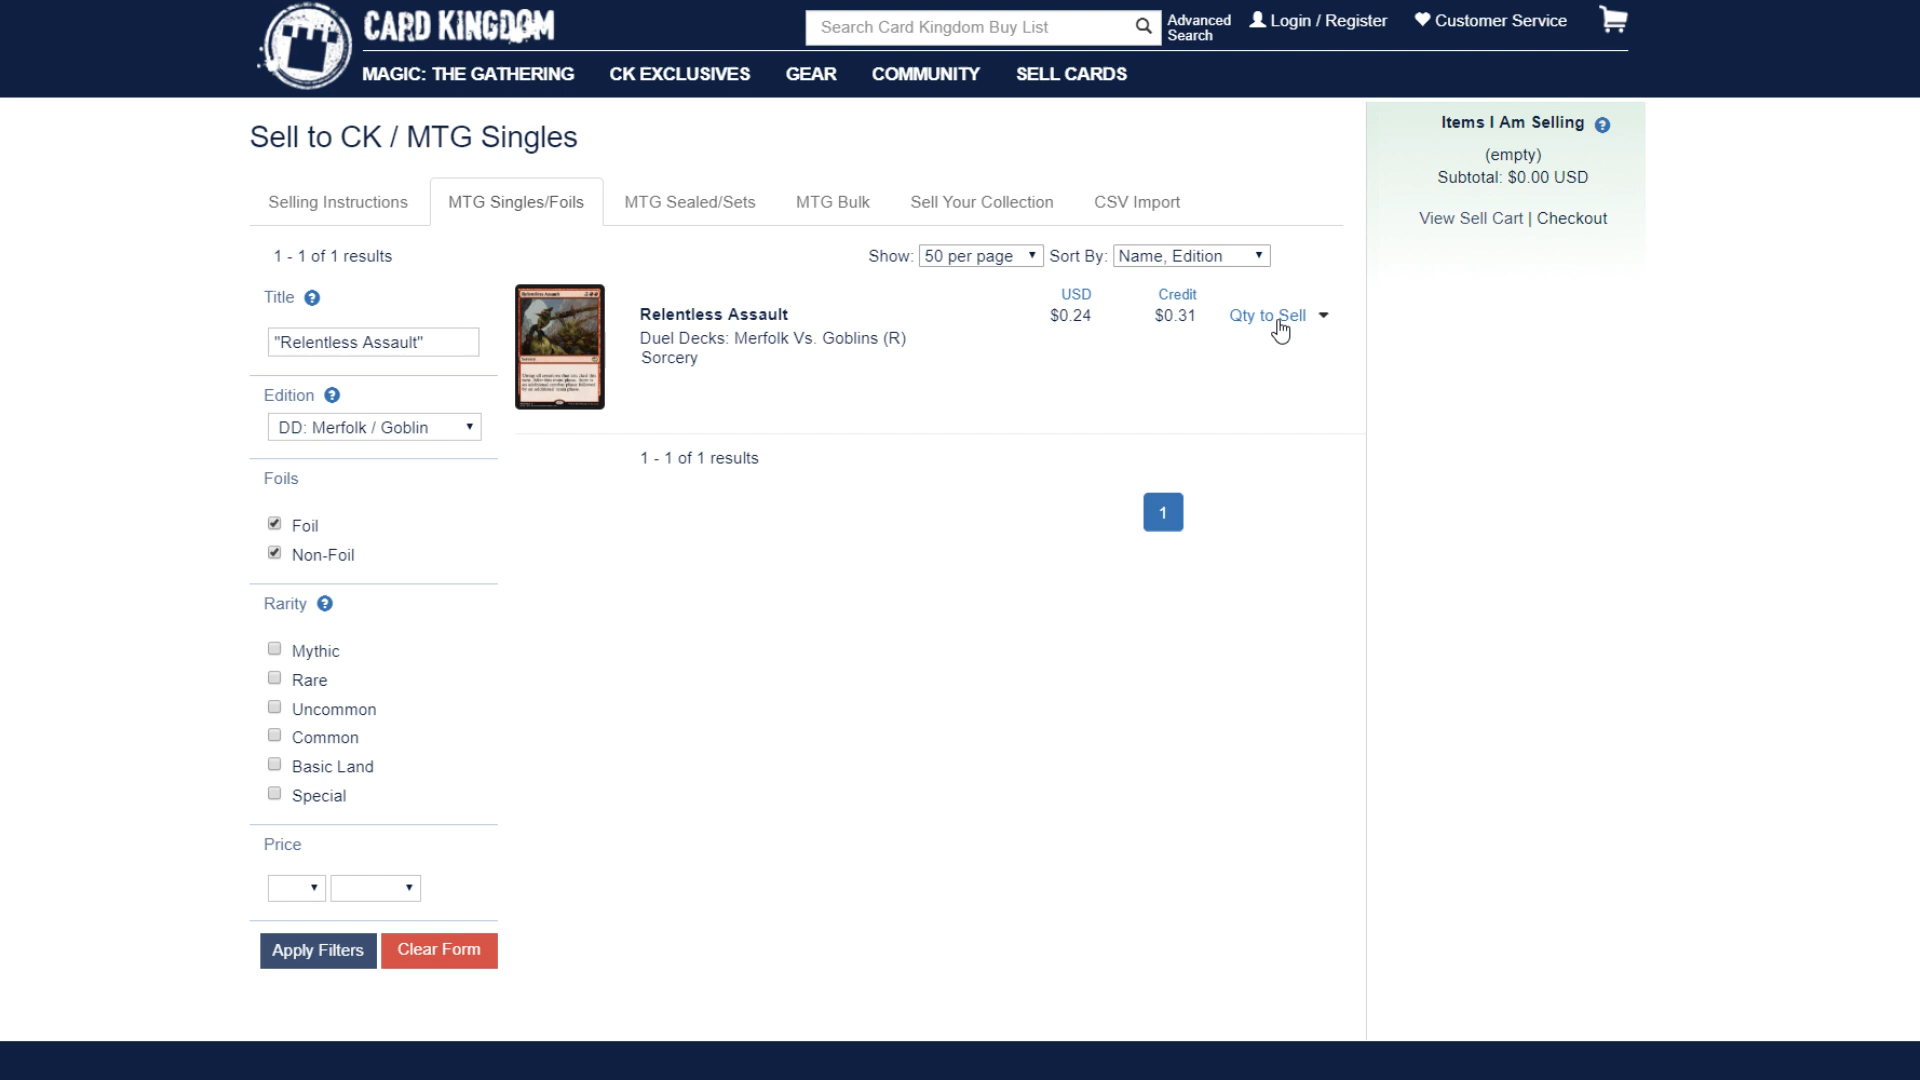 CARD KINGDOM
Search Card Kingdom Buy List
Advanced
Search
Login / Register
Customer Service
MAGIC: THE GATHERING
CK EXCLUSIVES
GEAR
COMMUNITY
SELL CARDS
Sell to CK / MTG Singles
Selling Instructions
MTG Singles/Foils
MTG Sealed/Sets
MTG Bulk
Sell Your Collection
CSV Import
Items I Am Selling
(empty)
Subtotal: $0.00 USD
View Sell Cart | Checkout
1 - 1 of 1 results
Show: 50 per page Sort By: Name, Edition
Title
"Relentless Assault"
Edition
DD: Merfolk / Goblin
Foils
Foil
Non-Foil
Rarity
Mythic
Rare
Uncommon
Common
Basic Land
Special
Price
Apply Filters
Clear Form
Relentless Assault
Relentless Assault
Duel Decks: Merfolk Vs. Goblins (R)
Sorcery
USD
$0.24
Credit
$0.31
Qty to Sell
1 - 1 of 1 results
1